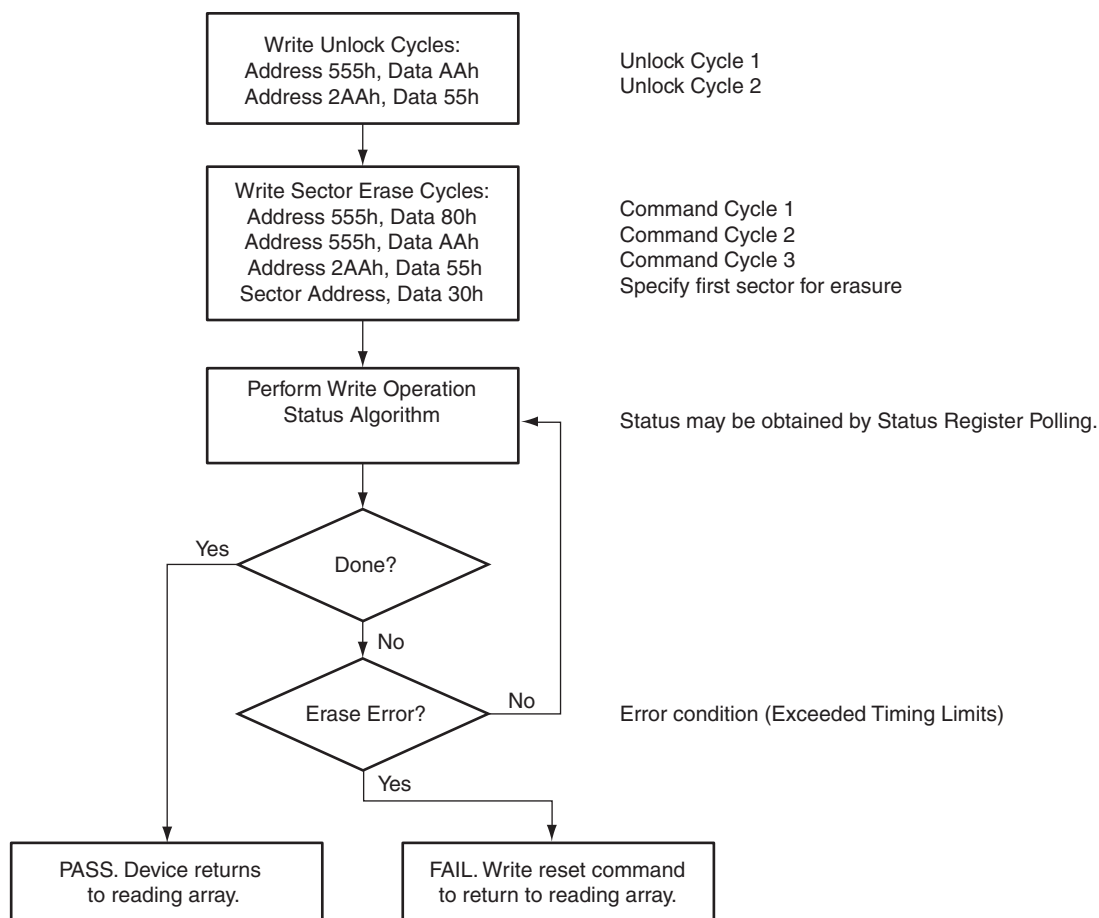 Write Unlock Cycles:
Address 555h, Data AAh
Address 2AAh, Data 55h
Unlock Cycle 1
Unlock Cycle 2
Write Sector Erase Cycles:
Address 555h, Data 80h
Address 555h, Data AAh
Address 2AAh, Data 55h
Sector Address, Data 30h
Command Cycle 1
Command Cycle 2
Command Cycle 3
Specify first sector for erasure
Perform Write Operation
Status Algorithm
Status may be obtained by Status Register Polling.
Yes
Done?
No
Erase Error?
No
Error condition (Exceeded Timing Limits)
Yes
PASS. Device returns
to reading array.
FAIL. Write reset command
to return to reading array.